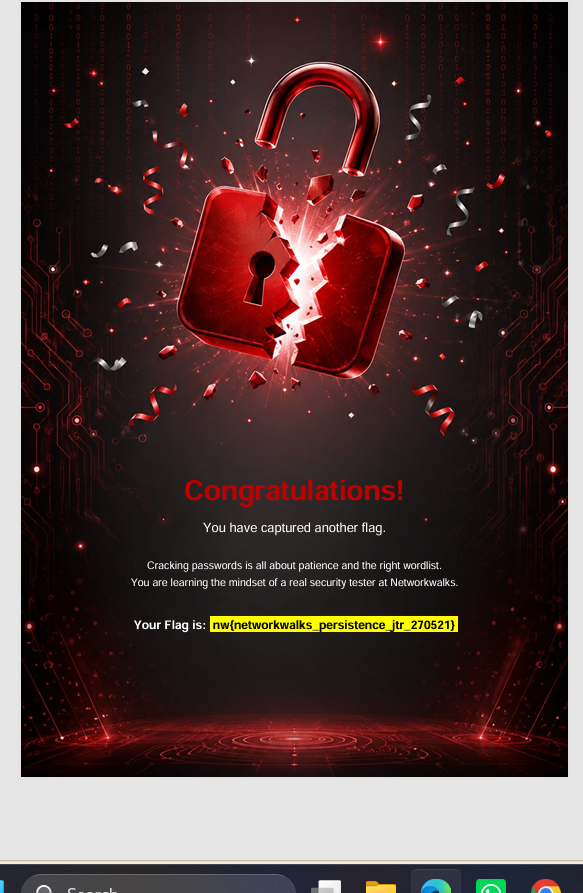 Congratulations!
You have captured another flag.
Cracking passwords is all about patience and the right wordlist.
You are learning the mindset of a real security tester at Networkwalks.
Your Flag is: nw{networkwalks_persistence_jtr_270521}
Search